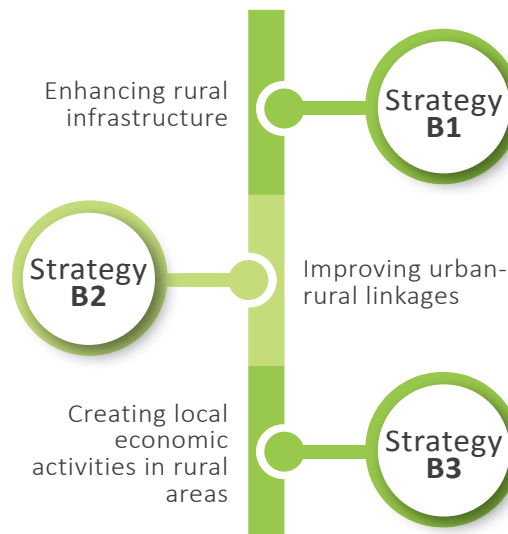 Enhancing rural
infrastructure
Strategy
B1
Strategy
B2
Improving urban-
rural linkages
Creating local
economic
activities in rural
areas
Strategy
B3